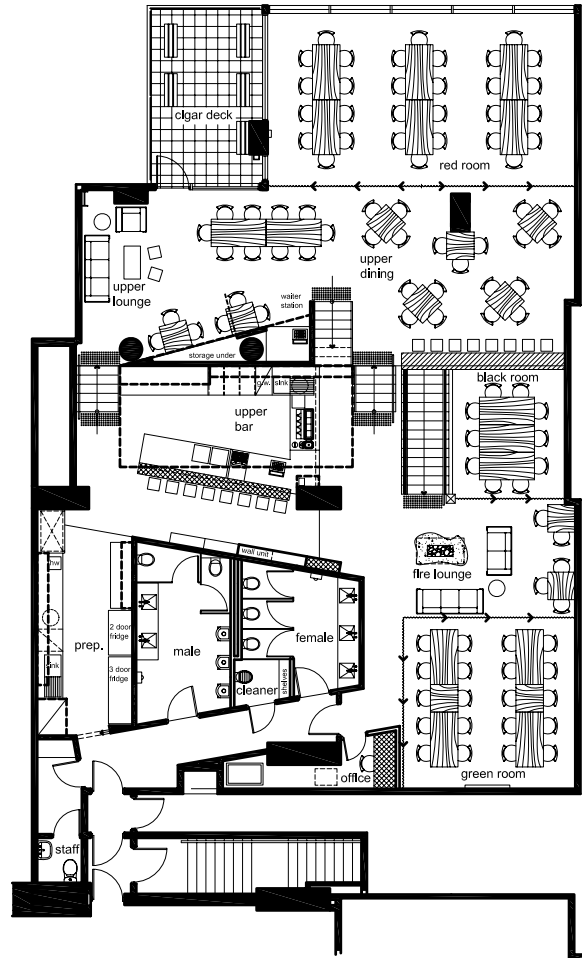 cigar deck
red room
upper
lounge
upper
dining
waiter
station
storage under
black room
g.w.
sink
upper
bar
wall unit
fire lounge
hw
2 door
fridge
prep.
sink
3 door
fridge
male
female
cleaner
shelves
office
green room
staff